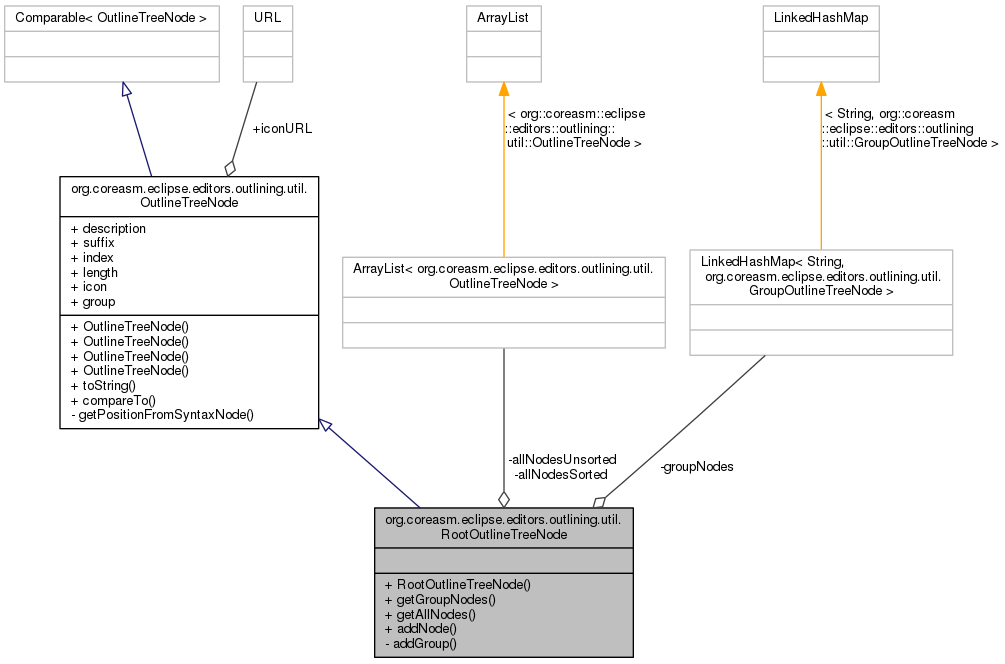 Comparable< OutlineTreeNode >
URL
ArrayList
LinkedHashMap
+iconURL
< org::coreasm::eclipse
::editors::outlining::
util::OutlineTreeNode >
< String, org::coreasm
::eclipse::editors::outlining
::util::GroupOutlineTreeNode >
org.coreasm.eclipse.editors.outlining.util.
OutlineTreeNode
+ description
+ suffix
+ index
+ length
+ icon
+ group
+ OutlineTreeNode()
+ OutlineTreeNode()
+ OutlineTreeNode()
+ OutlineTreeNode()
+ toString()
+ compareTo()
- getPositionFromSyntaxNode()
ArrayList< org.coreasm.eclipse.editors.outlining.util.
OutlineTreeNode >
LinkedHashMap< String,
org.coreasm.eclipse.editors.outlining.util.
GroupOutlineTreeNode >
-allNodesUnsorted
-allNodesSorted
-groupNodes
org.coreasm.eclipse.editors.outlining.util.
RootOutlineTreeNode
+ RootOutlineTreeNode()
+ getGroupNodes()
+ getAllNodes()
+ addNode()
- addGroup()